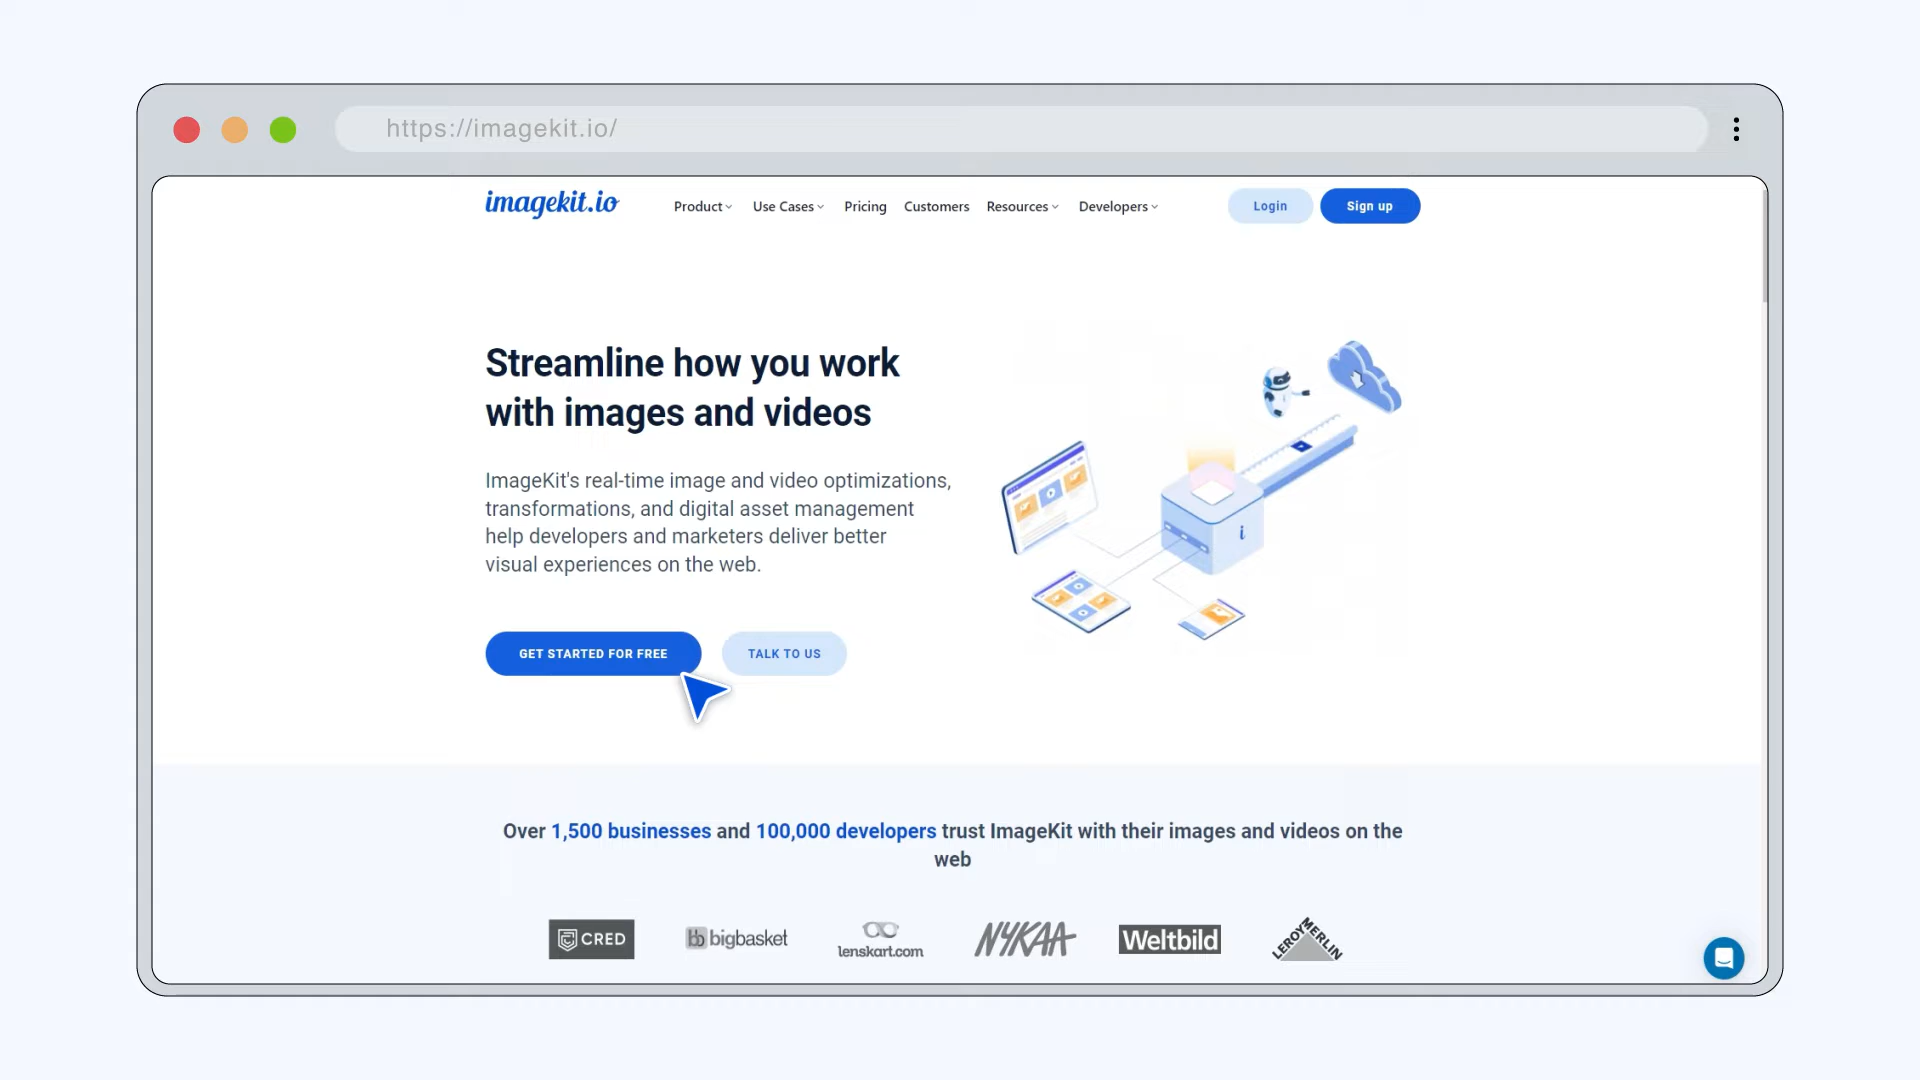 https://imagekit.io/
imagekit.io
Product
Use Cases
Pricing
Customers
Resources
Developers
Login
Sign up
Streamline how you work
with images and videos
ImageKit's real-time image and video optimizations,
transformations, and digital asset management
help developers and marketers deliver better
visual experiences on the web.
GET STARTED FOR FREE
TALK TO US
Over 1,500 businesses and 100,000 developers trust ImageKit with their images and videos on the
web
CRED
bb bigbasket
lenskart.com
NYKAA
Weltbild
LEROY MERLIN